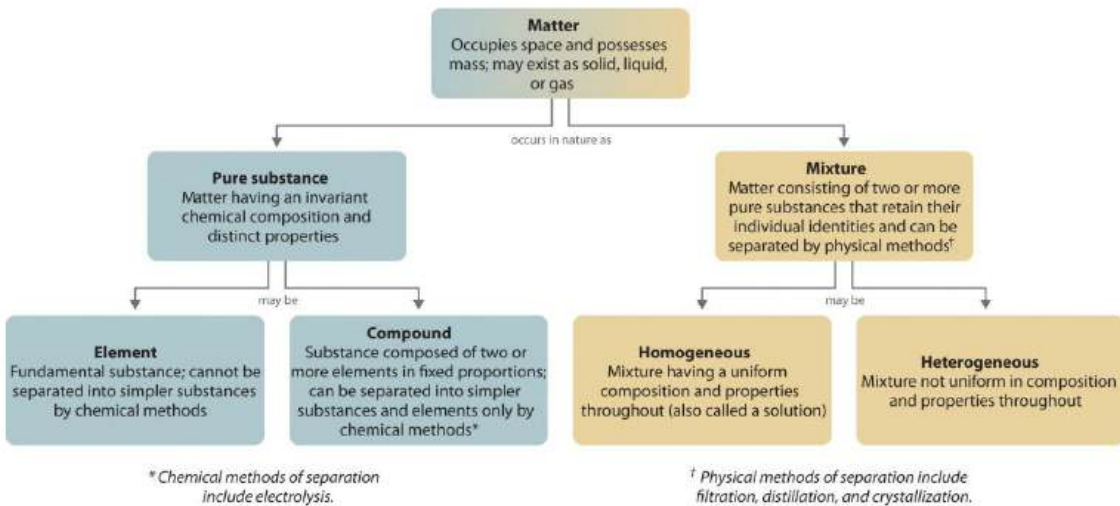 Matter
Occupies space and possesses
mass; may exist as solid, liquid,
or gas
occurs in nature as
Pure substance
Matter having an invariant
chemical composition and
distinct properties
Mixture
Matter consisting of two or more
pure substances that retain their
individual identities and can be
separated by physical methods†
may be
may be
Element
Fundamental substance; cannot be
separated into simpler substances
by chemical methods
Compound
Substance composed of two or
more elements in fixed proportions;
can be separated into simpler
substances and elements only by
chemical methods*
Homogeneous
Mixture having a uniform
composition and properties
throughout (also called a solution)
Heterogeneous
Mixture not uniform in composition
and properties throughout
* Chemical methods of separation
include electrolysis.
† Physical methods of separation include
filtration, distillation, and crystallization.